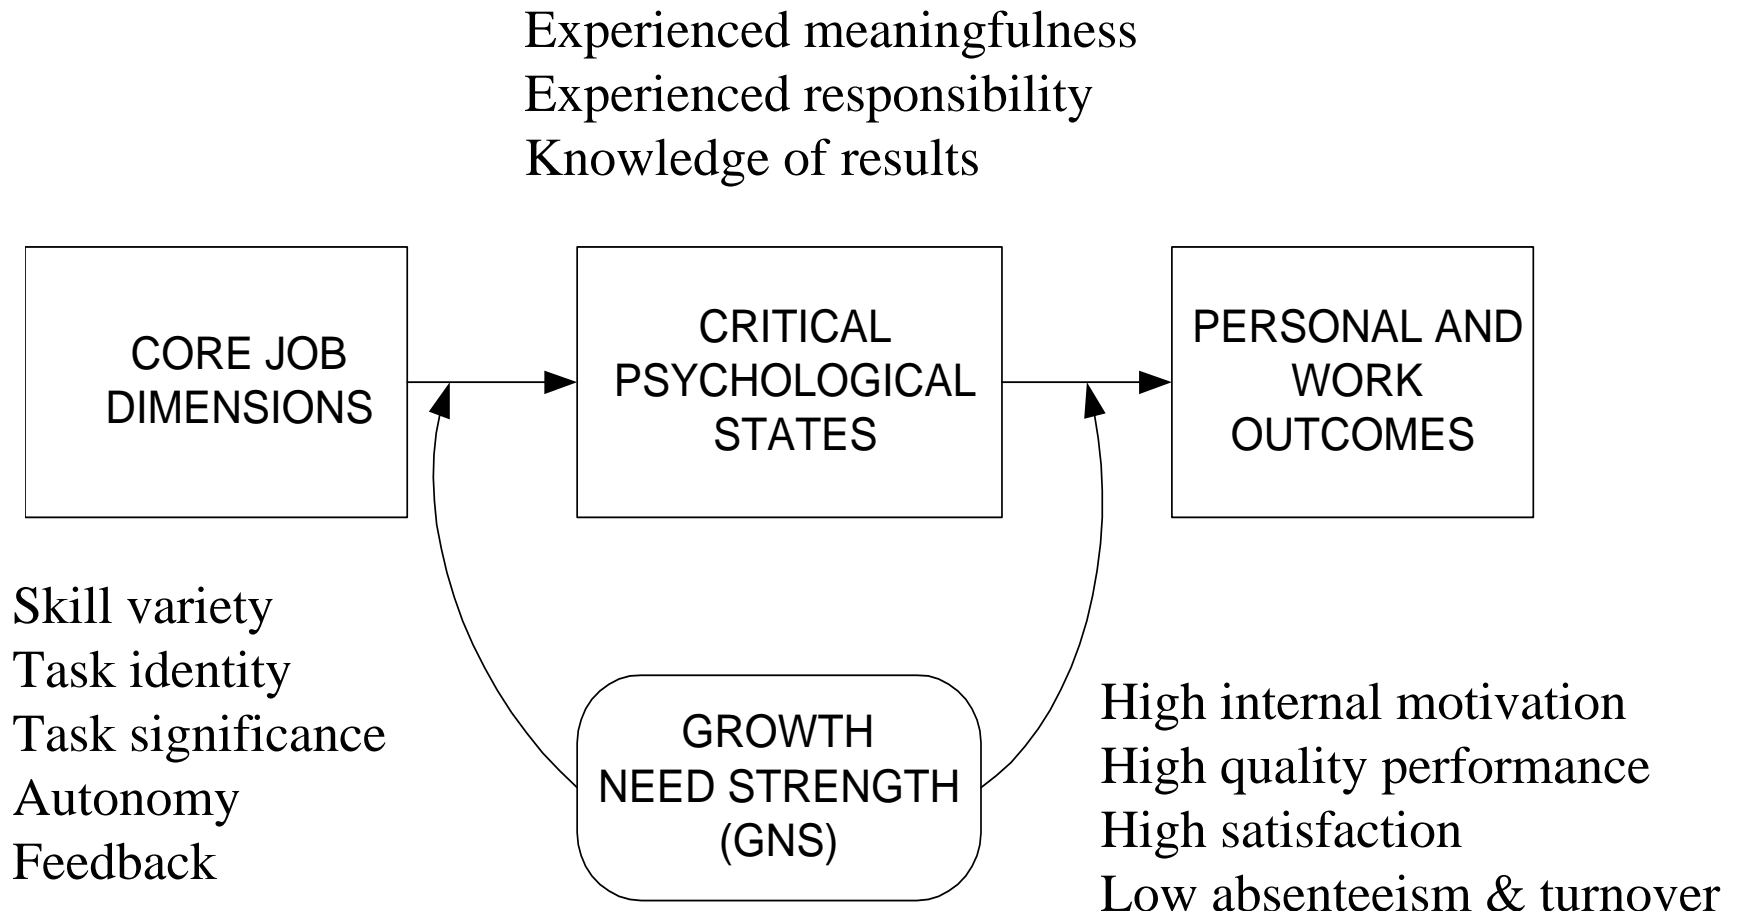 Experienced meaningfulness
Experienced responsibility
Knowledge of results
CORE JOB
DIMENSIONS
CRITICAL
PSYCHOLOGICAL
STATES
PERSONAL AND
WORK
OUTCOMES
Skill variety
Task identity
Task significance
Autonomy
Feedback
GROWTH
NEED STRENGTH
(GNS)
High internal motivation
High quality performance
High satisfaction
Low absenteeism & turnover